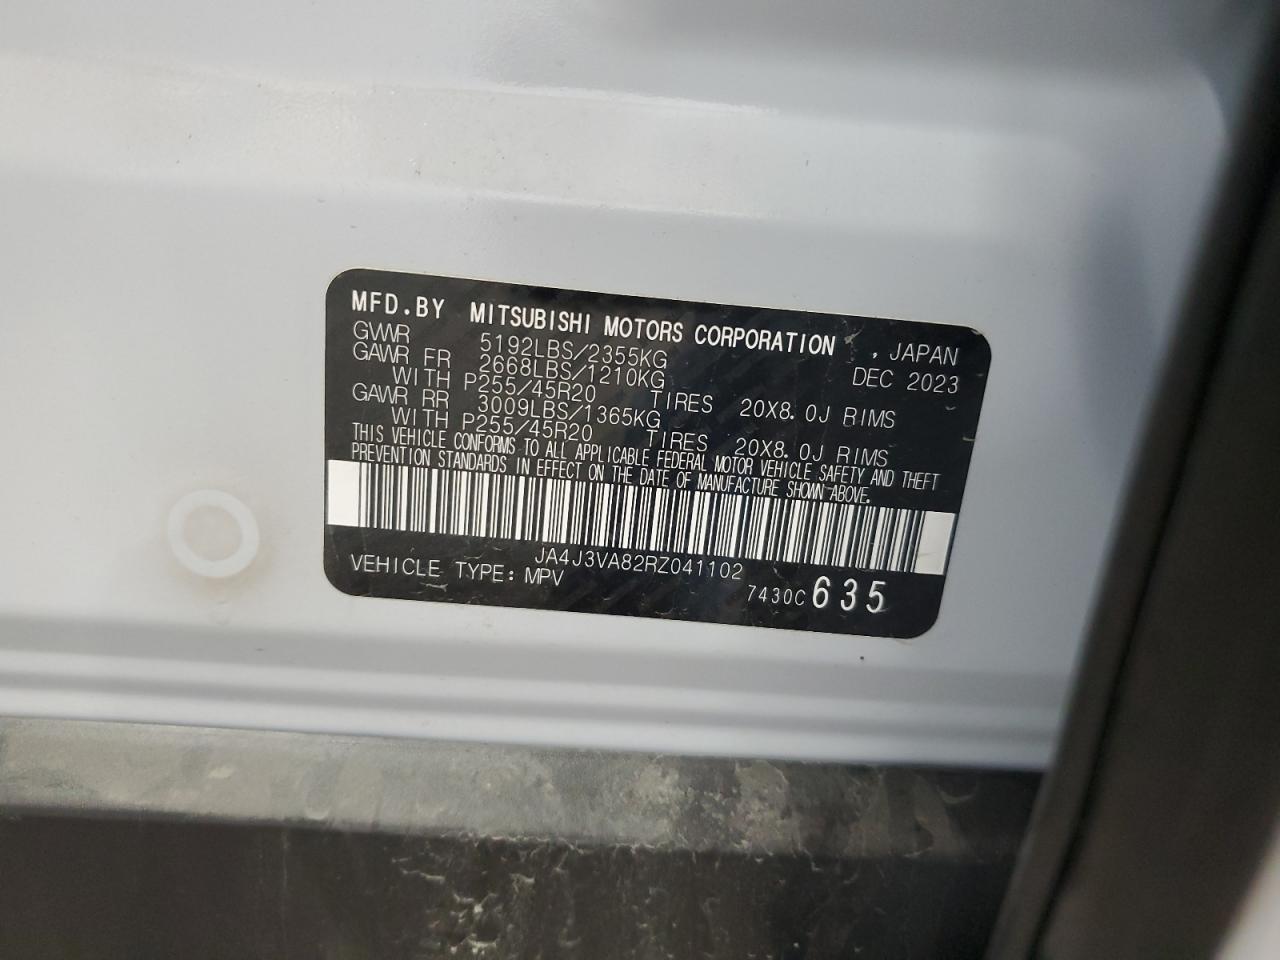 MFD.BY MITSUBISHI MOTORS CORPORATION , JAPAN
GVWR 5192LBS/2355KG DEC 2023
GAWR FR 2668LBS/1210KG
WITH P255/45R20 TIRES 20X8.0J RIMS
GAWR RR 3009LBS/1365KG
WITH P255/45R20 TIRES 20X8.0J RIMS
THIS VEHICLE CONFORMS TO ALL APPLICABLE FEDERAL MOTOR VEHICLE SAFETY AND THEFT
PREVENTION STANDARDS IN EFFECT ON THE DATE OF MANUFACTURE SHOWN ABOVE.
JA4J3VA82RZ041102
VEHICLE TYPE: MPV 7430C 635